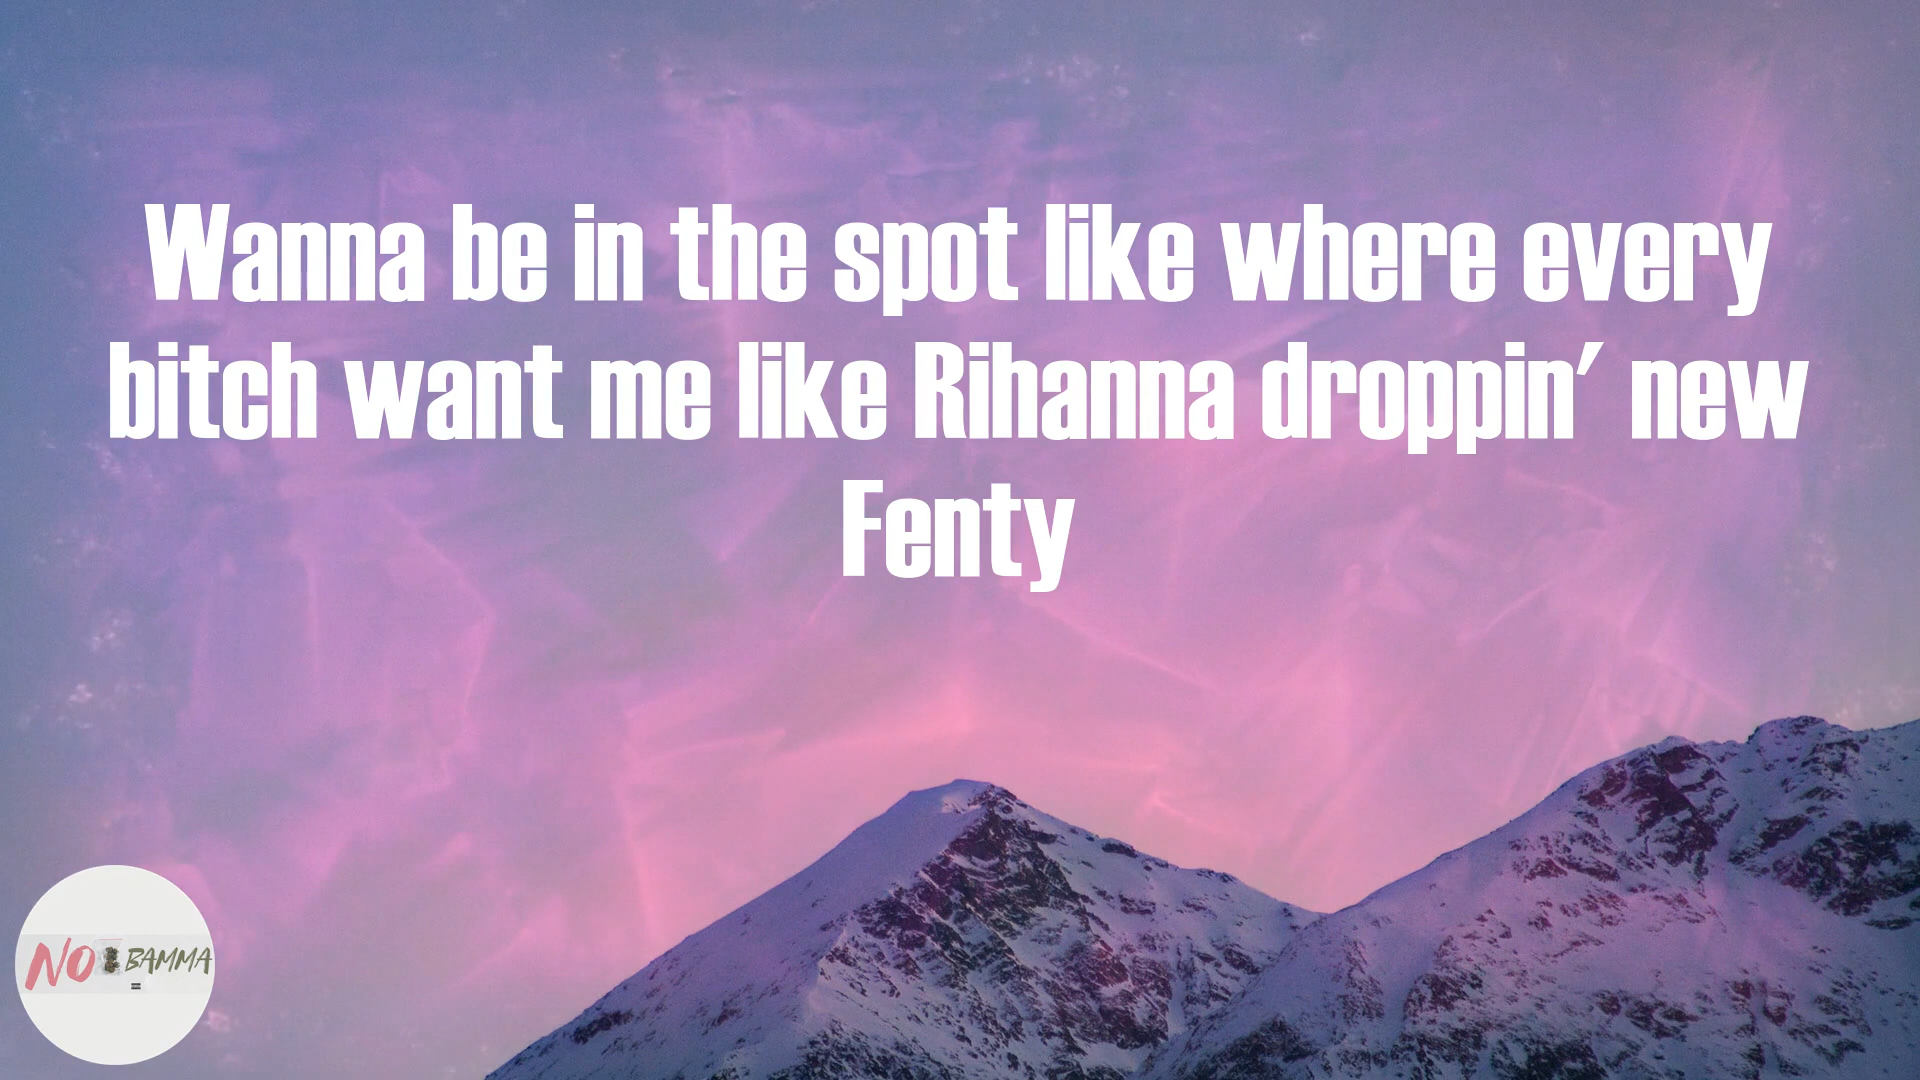 Wanna be in the spot like where every
bitch want me like Rihanna droppin' new
Fenty
NO BAMMA